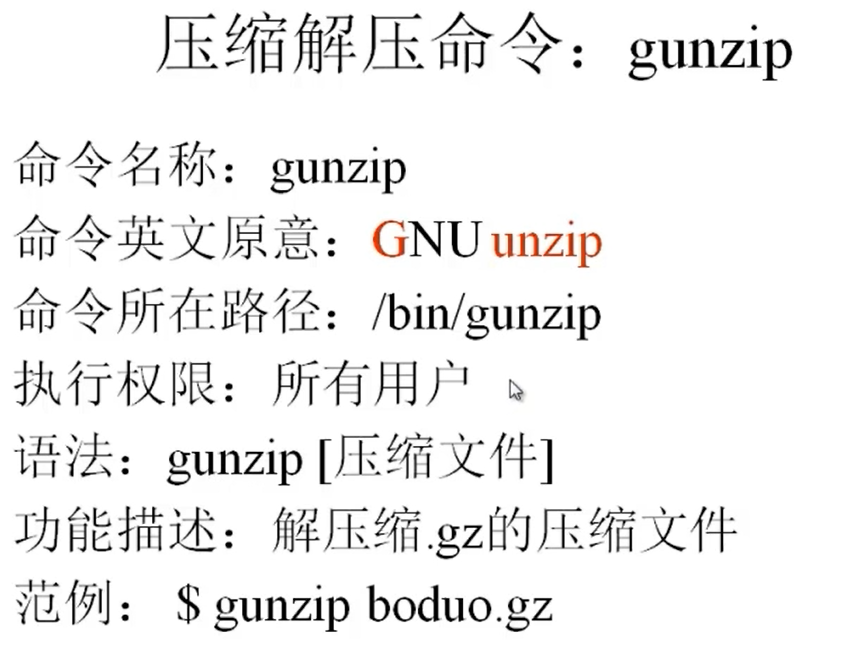 压缩解压命令：gunzip
命令名称：gunzip
命令英文原意：GNU unzip
命令所在路径：/bin/gunzip
执行权限：所有用户
语法：gunzip [压缩文件]
功能描述：解压缩.gz的压缩文件
范例： $ gunzip boduo.gz